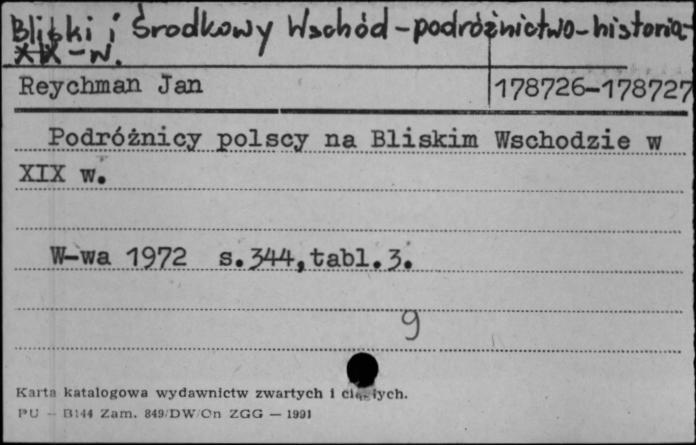 Bliski i Środkowy Wschód-podróżnictwo-historia-
XIX-w.
Reychman Jan 178726-178727
Podróżnicy polscy na Bliskim Wschodzie w
XIX w.
W-wa 1972 s.344,tabl.3.
9
Karta katalogowa wydawnictw zwartych i ciągłych.
PU - B144 Zam. 849/DW/On ZGG — 1991